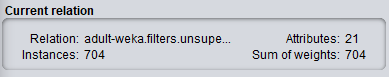 Current relation
Relation: adult-weka.filters.unsupe... Attributes: 21
Instances: 704 Sum of weights: 704